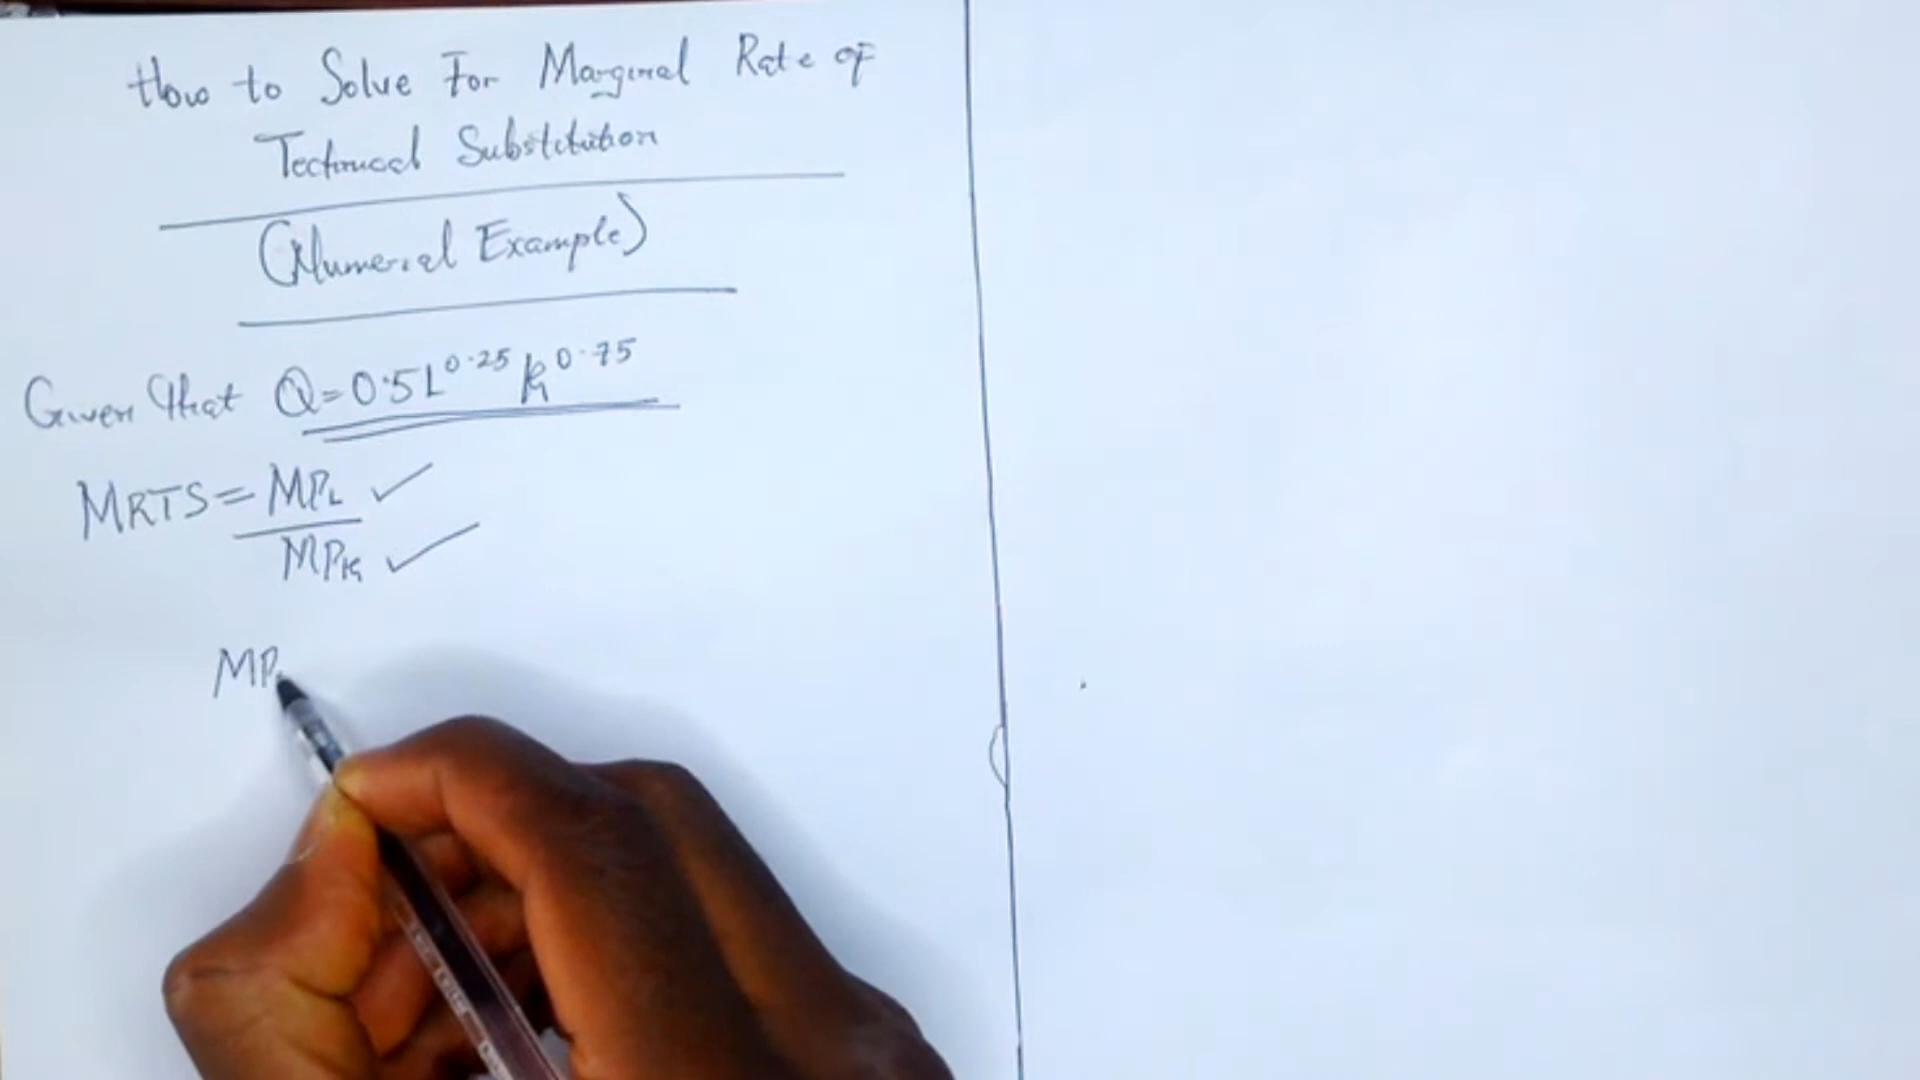 How to Solve For Marginal Rate of
Technical Substitution
(Numerical Example)
Given that Q=0.5L^0.25 K^0.75
MRTS = MPL ✓
MPK ✓
MP